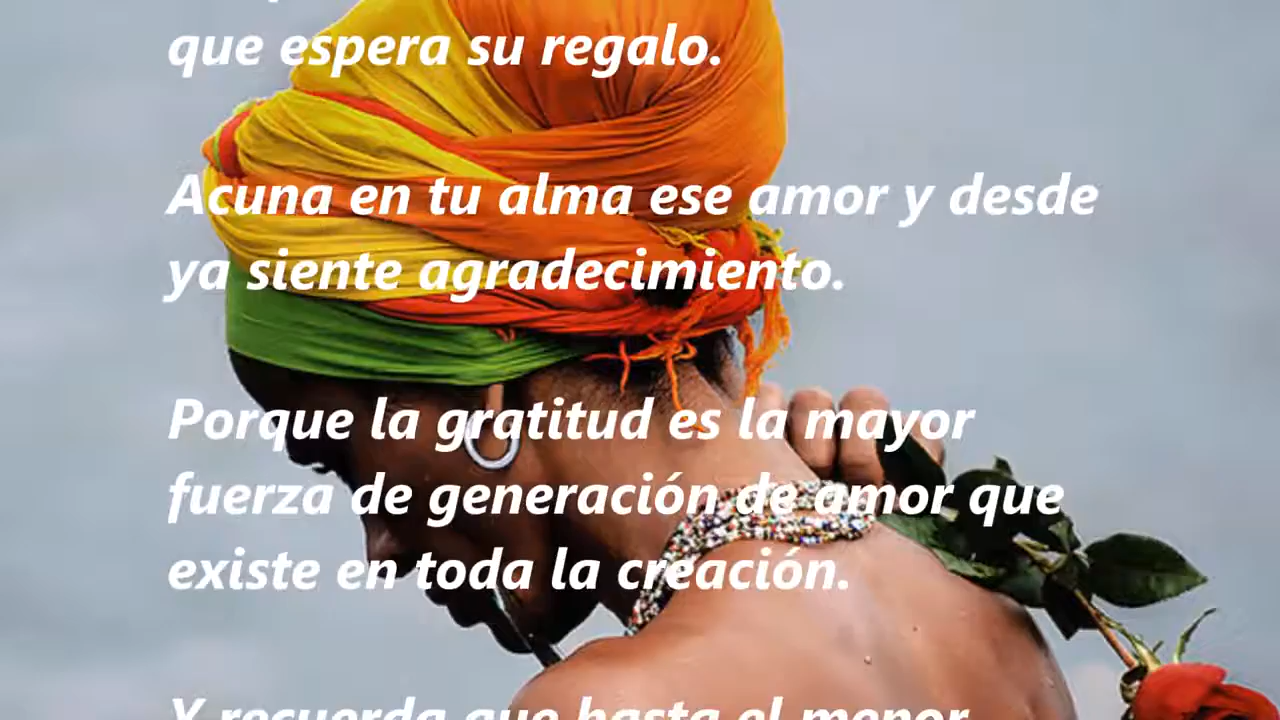 que espera su regalo.
Acuna en tu alma ese amor y desde
ya siente agradecimiento.
Porque la gratitud es la mayor
fuerza de generación de amor que
existe en toda la creación.
Y recuerda que hasta el menor